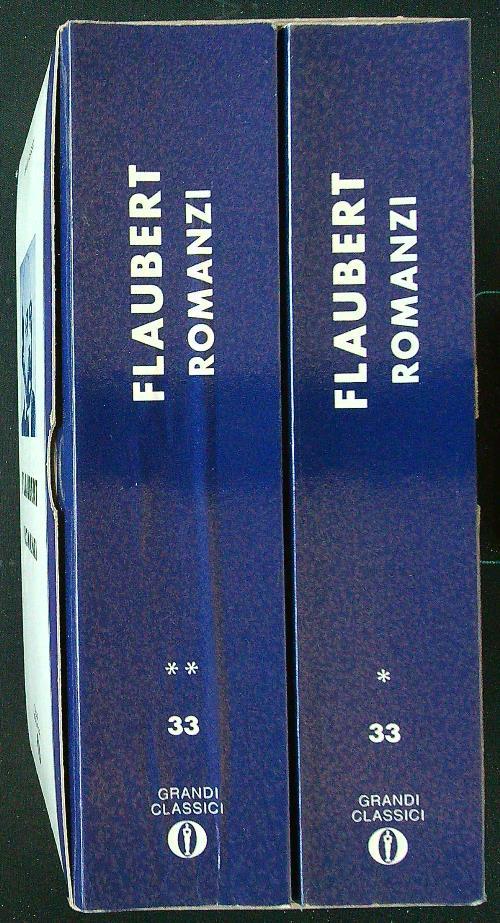 FLAUBERT
ROMANZI
**
33
GRANDI
CLASSICI
FLAUBERT
ROMANZI
*
33
GRANDI
CLASSICI